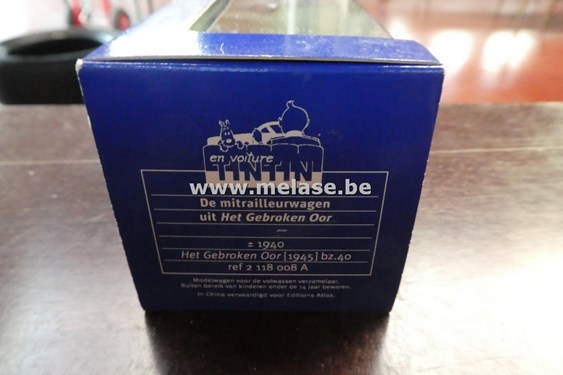 en voiture
TINTIN
www.melase.be
De mitrailleurwagen
uit Het Gebroken Oor
± 1940
Het Gebroken Oor [1945] bz.40
ref 2 118 008 A
Modelwagen voor de volwassen verzamelaar.
Buiten bereik van kinderen onder de 14 jaar bewaren.
In China vervaardigd voor Editions Atlas.